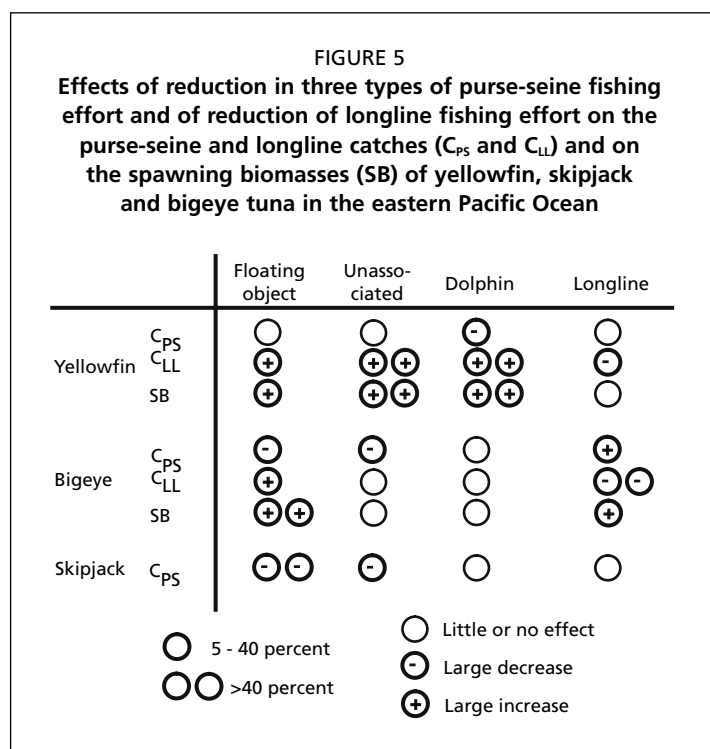 FIGURE 5
Effects of reduction in three types of purse-seine fishing
effort and of reduction of longline fishing effort on the
purse-seine and longline catches (CPS and CLL) and on
the spawning biomasses (SB) of yellowfin, skipjack
and bigeye tuna in the eastern Pacific Ocean
Floating object Unasso-ciated Dolphin Longline
Yellowfin
CPS -
CLL + + + + + -
SB + + + + +
Bigeye
CPS - - +
CLL + - -
SB + + +
Skipjack CPS - - -
5 - 40 percent
>40 percent
Little or no effect
- Large decrease
+ Large increase